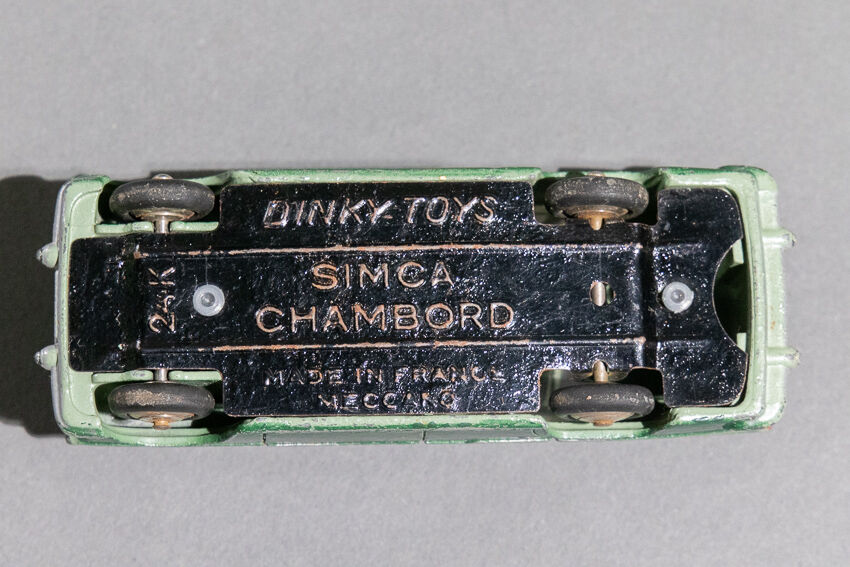 DINKY-TOYS
24K
SIMCA
CHAMBORD
MADE IN FRANCE
MECCANO